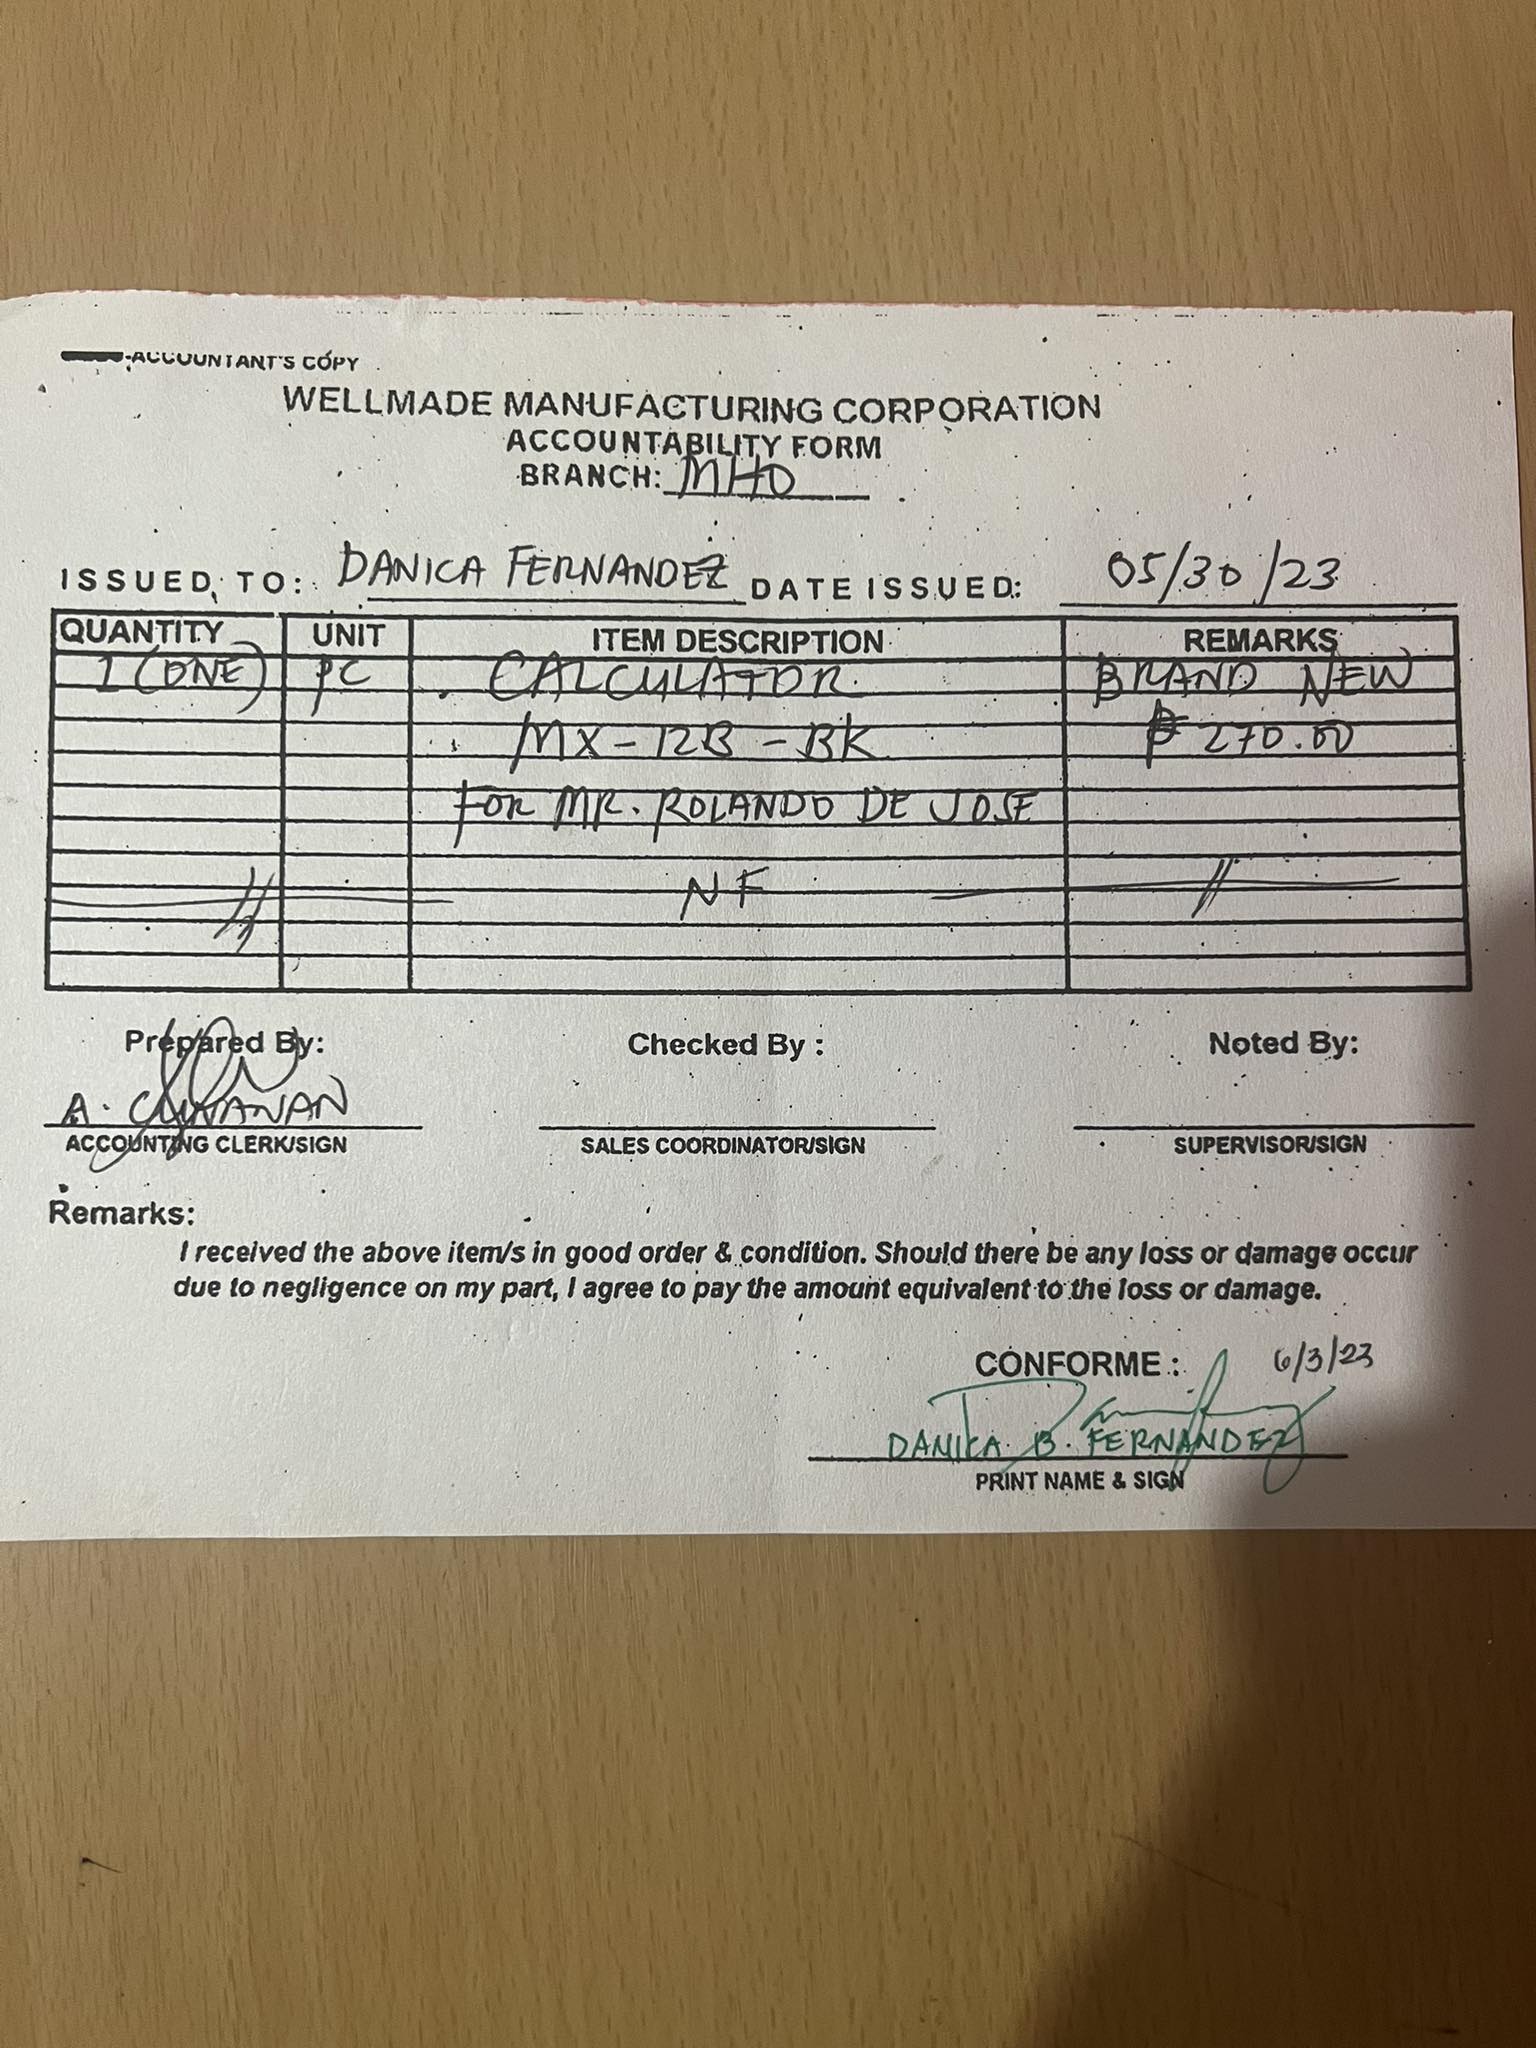 ACCOUNTANT'S COPY
WELLMADE MANUFACTURING CORPORATION
ACCOUNTABILITY FORM
BRANCH: MHO
ISSUED TO: DANICA FERNANDEZ DATE ISSUED: 05/30/23
QUANTITY UNIT ITEM DESCRIPTION REMARKS
1 (ONE) PC CALCULATOR BRAND NEW
MX-12B-BK ₱ 270.00
FOR MR. ROLANDO DE JOSE
NF
Prepared By: Checked By : Noted By:
A.
ACCOUNTING CLERK/SIGN SALES COORDINATOR/SIGN SUPERVISOR/SIGN
Remarks:
I received the above item/s in good order & condition. Should there be any loss or damage occur
due to negligence on my part, I agree to pay the amount equivalent to the loss or damage.
CONFORME : 6/3/23
DANICA B. FERNANDEZ
PRINT NAME & SIGN